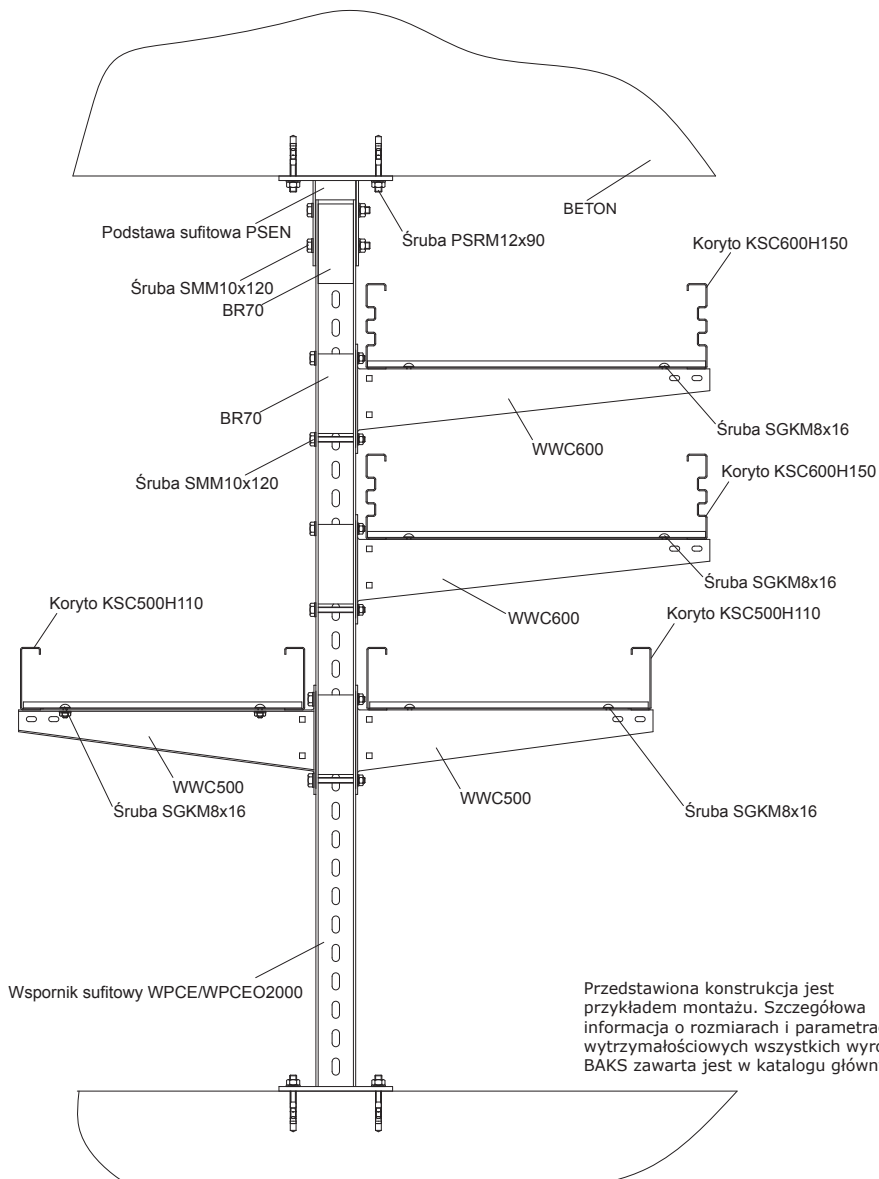 BETON
Podstawa sufitowa PSEN
Śruba PSRM12x90
Koryto KSC600H150
Śruba SMM10x120
BR70
BR70
Śruba SGKM8x16
WWC600
Śruba SMM10x120
Koryto KSC600H150
Śruba SGKM8x16
Koryto KSC500H110
WWC600
Koryto KSC500H110
WWC500
WWC500
Śruba SGKM8x16
Śruba SGKM8x16
Wspornik sufitowy WPCE/WPCEO2000
Przedstawiona konstrukcja jest
przykładem montażu. Szczegółowa
informacja o rozmiarach i
wytrzymałościowych wszystkich
BAKS zawarta jest w katalogu